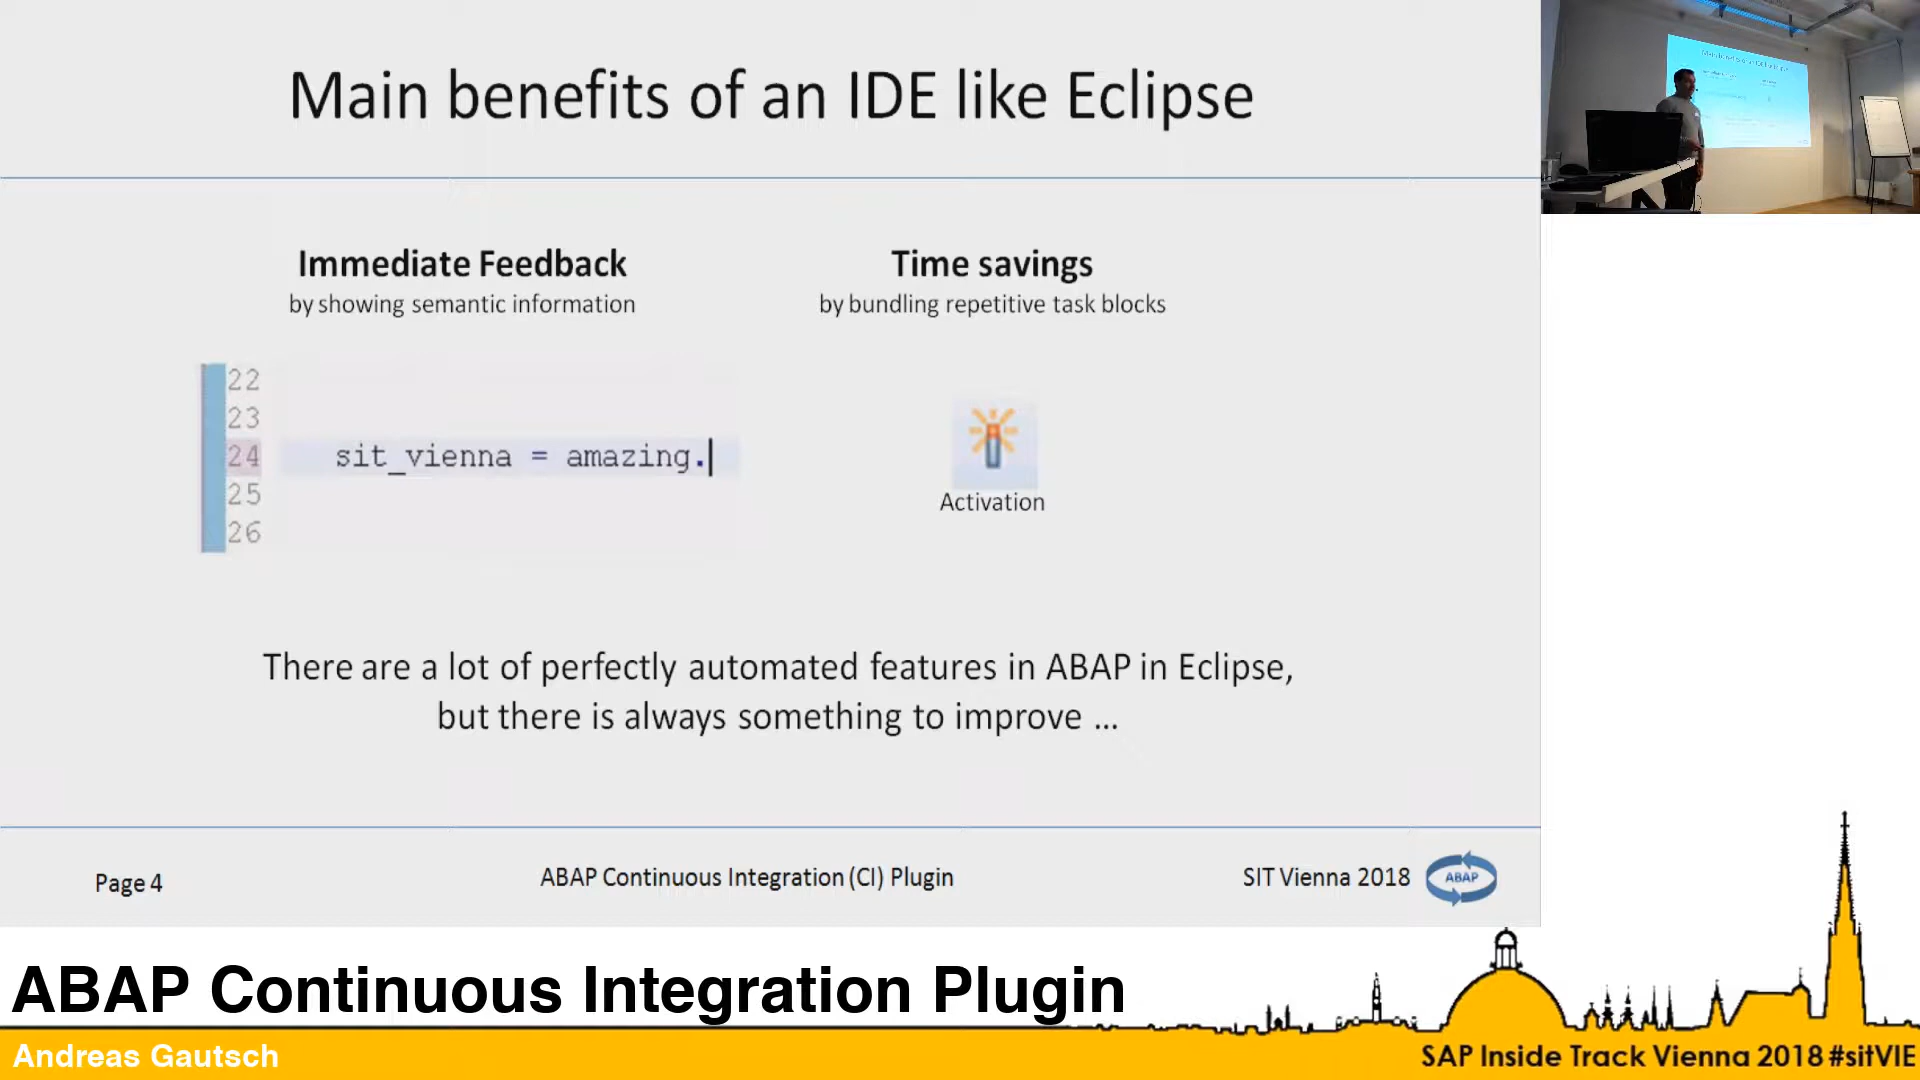 Main benefits of an IDE like Eclipse
Immediate Feedback
by showing semantic information
Time savings
by bundling repetitive task blocks
22
23
24 sit_vienna = amazing.
25
26
Activation
There are a lot of perfectly automated features in ABAP in Eclipse,
but there is always something to improve ...
Page 4
ABAP Continuous Integration (CI) Plugin
SIT Vienna 2018
ABAP
ABAP Continuous Integration Plugin
Andreas Gautsch
SAP Inside Track Vienna 2018 #sitVIE